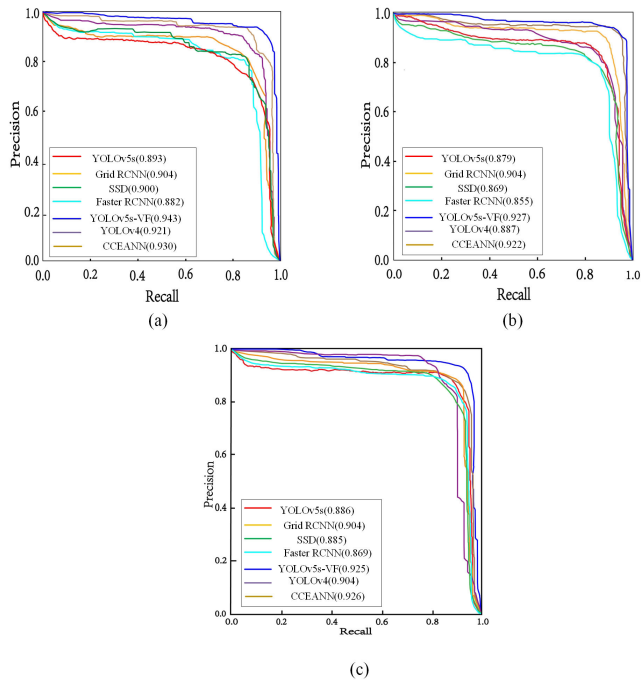 1.0
0.8
0.6
0.4
0.2
0.0
Precision
YOLOv5s(0.893)
Grid RCNN(0.904)
SSD(0.900)
Faster RCNN(0.882)
YOLOv5s-VF(0.943)
YOLOv4(0.921)
CCEANN(0.930)
0.0 0.2 0.4 0.6 0.8 1.0
Recall
(a)
1.0
0.8
0.6
0.4
0.2
0.0
Precision
YOLOv5s(0.879)
Grid RCNN(0.904)
SSD(0.869)
Faster RCNN(0.855)
YOLOv5s-VF(0.927)
YOLOv4(0.887)
CCEANN(0.922)
0.0 0.2 0.4 0.6 0.8 1.0
Recall
(b)
1.0
0.8
0.6
0.4
0.2
0.0
Precision
YOLOv5s(0.886)
Grid RCNN(0.904)
SSD(0.885)
Faster RCNN(0.869)
YOLOv5s-VF(0.925)
YOLOv4(0.904)
CCEANN(0.926)
0.0 0.2 0.4 0.6 0.8 1.0
Recall
(c)